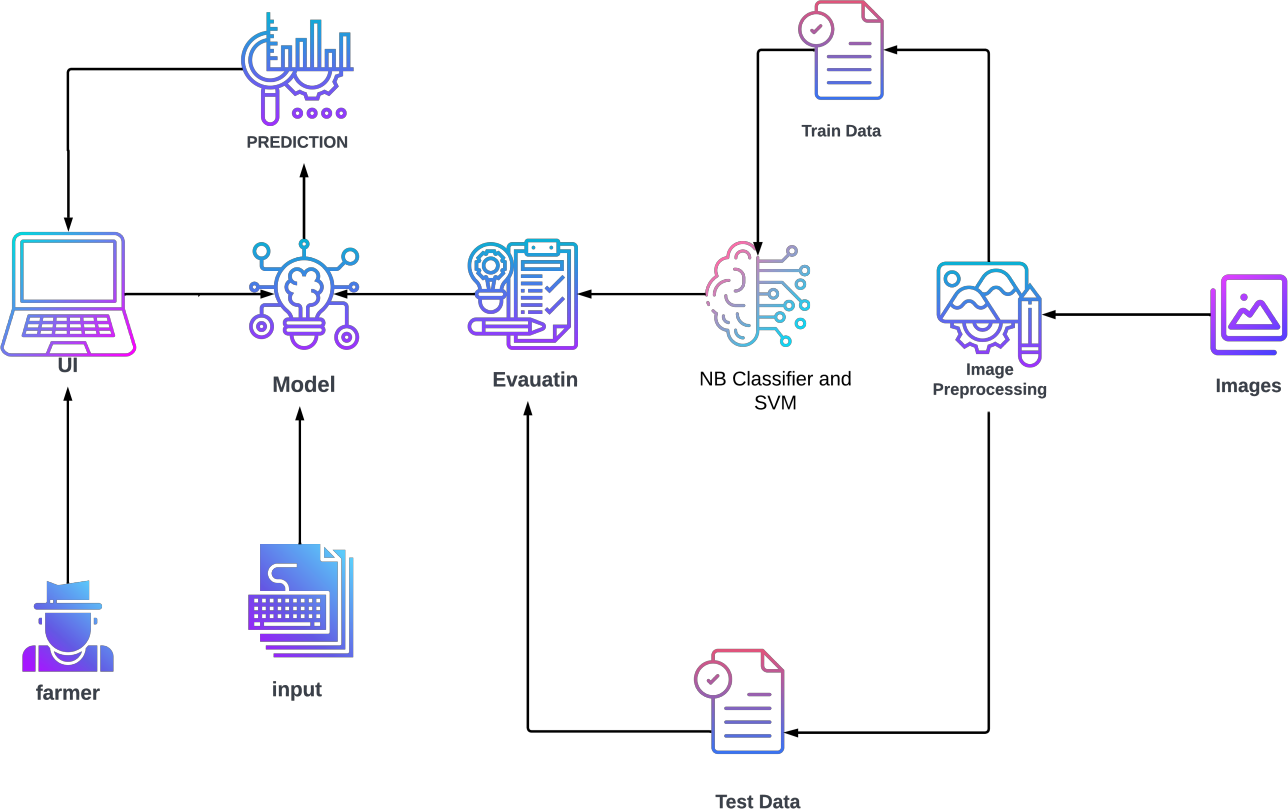 PREDICTION
Train Data
UI
Model
Evauatin
NB Classifier and
SVM
Image
Preprocessing
Images
farmer
input
Test Data